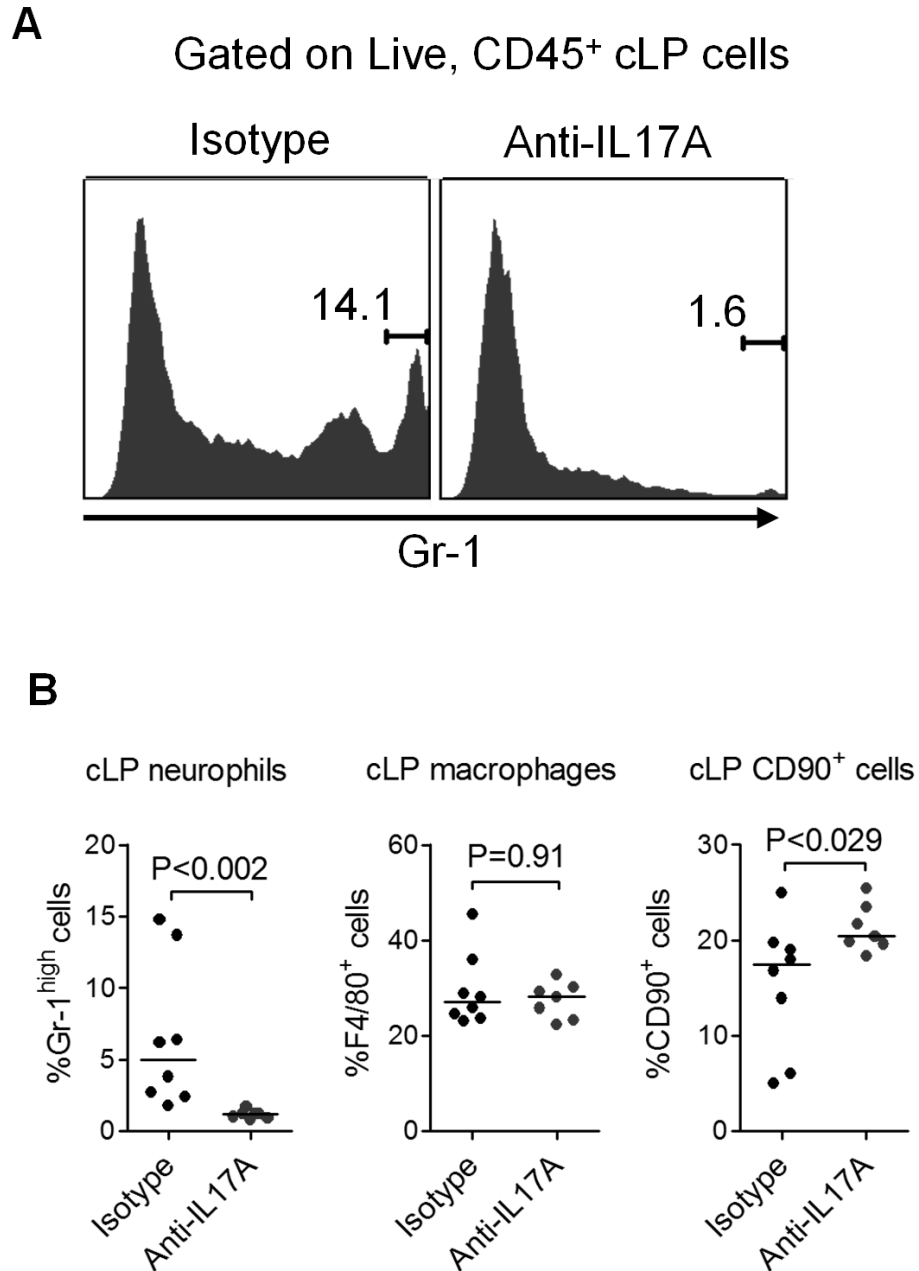 A
Gated on Live, CD45⁺ cLP cells
Isotype
Anti-IL17A
14.1
1.6
Gr-1
B
cLP neurophils
%Gr-1ʰⁱᵍʰ cells
20
15
10
5
0
P<0.002
Isotype
Anti-IL17A
cLP macrophages
%F4/80⁺ cells
60
40
20
0
P=0.91
Isotype
Anti-IL17A
cLP CD90⁺ cells
%CD90⁺ cells
30
20
10
0
P<0.029
Isotype
Anti-IL17A